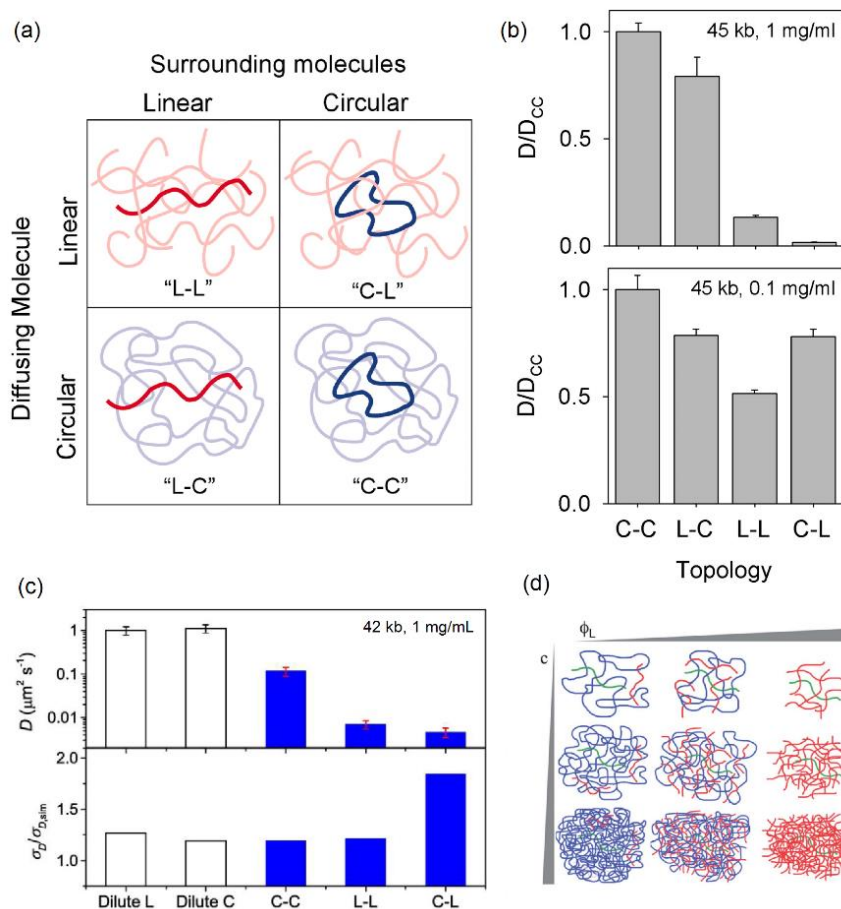 (a)
Surrounding molecules
Linear Circular
Diffusing Molecule
Linear
Circular
"L-L"
"C-L"
"L-C"
"C-C"
(b)
45 kb, 1 mg/ml
D/D_CC
1.0
0.5
0.0
45 kb, 0.1 mg/ml
D/D_CC
1.0
0.5
0.0
C-C L-C L-L C-L
Topology
(c)
42 kb, 1 mg/mL
D (μm² s⁻¹)
1
0.1
0.01
σ_D/σ_D,sim
2.0
1.5
1.0
Dilute L Dilute C C-C L-L C-L
(d)
ϕ_L
c